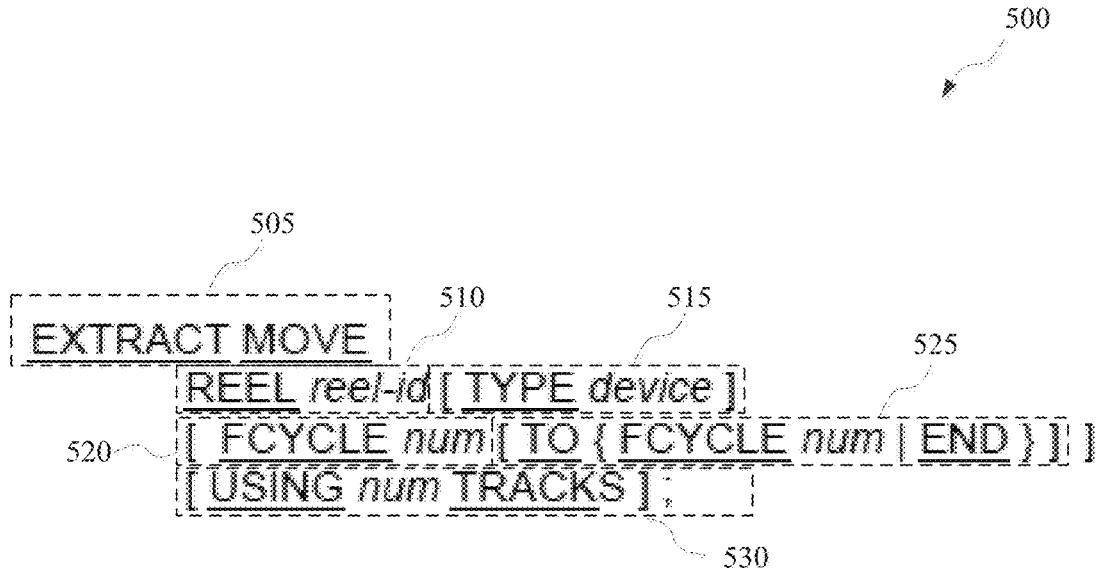 500
505
510
515
EXTRACT MOVE
525
REEL reel-id [ TYPE device ]
520
[ FCYCLE num [ TO { FCYCLE num | END } ] ]
[ USING num TRACKS ] ;
530